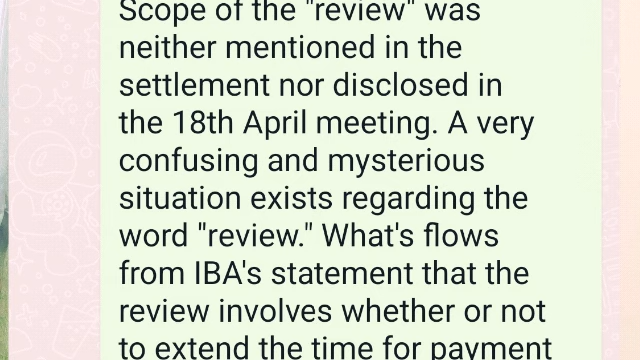 Scope of the "review" was
neither mentioned in the
settlement nor disclosed in
the 18th April meeting. A very
confusing and mysterious
situation exists regarding the
word "review." What's flows
from IBA's statement that the
review involves whether or not
to extend the time for payment